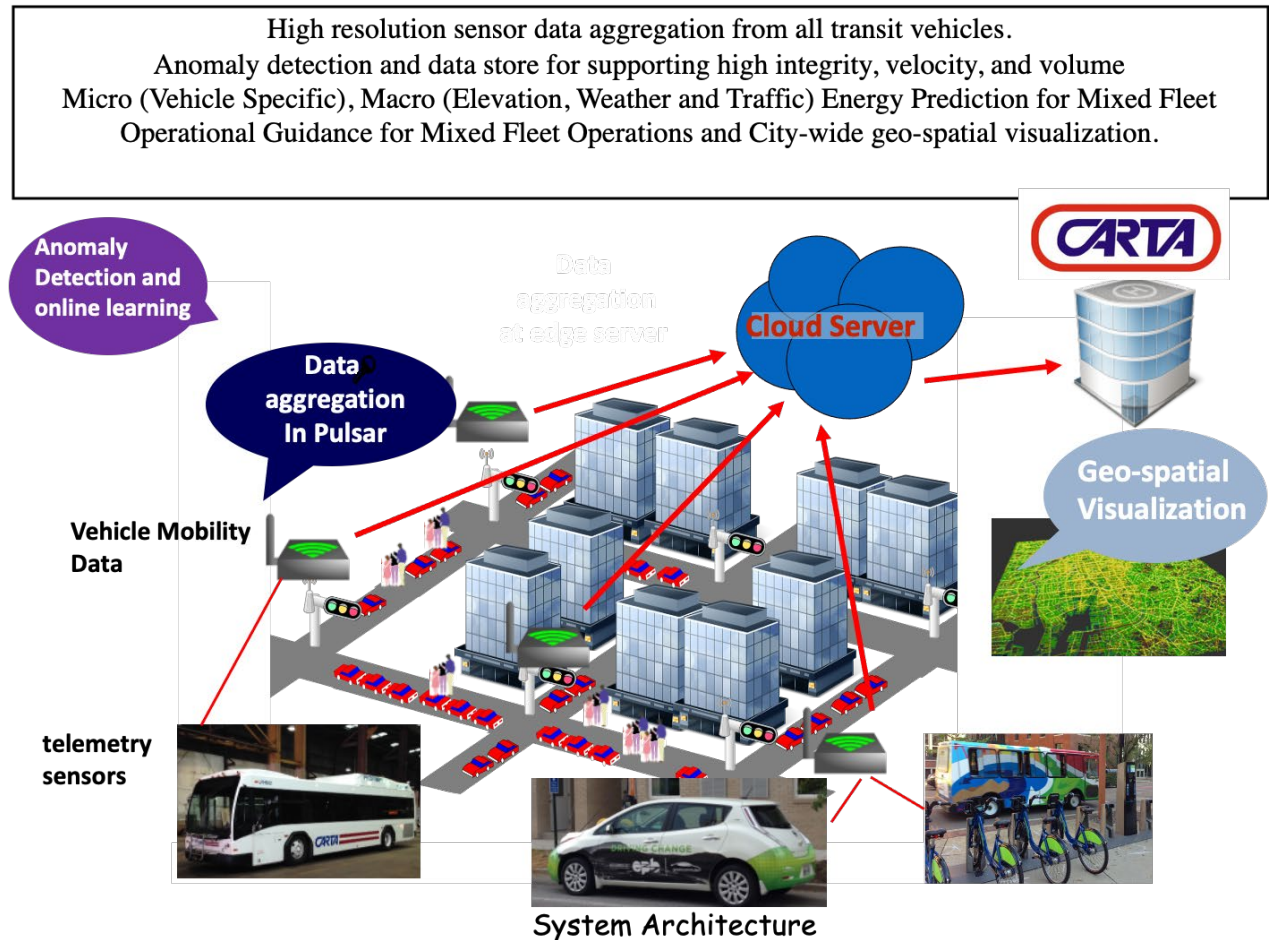 High resolution sensor data aggregation from all transit vehicles.
Anomaly detection and data store for supporting high integrity, velocity, and volume
Micro (Vehicle Specific), Macro (Elevation, Weather and Traffic) Energy Prediction for Mixed Fleet
Operational Guidance for Mixed Fleet Operations and City-wide geo-spatial visualization.
CARTA
Anomaly
Detection and
online learning
Data
aggregation
at edge server
Cloud Server
Data
aggregation
In Pulsar
Geo-spatial
Visualization
Vehicle Mobility
Data
telemetry
sensors
CARTA
DRIVING CHANGE
epb
System Architecture